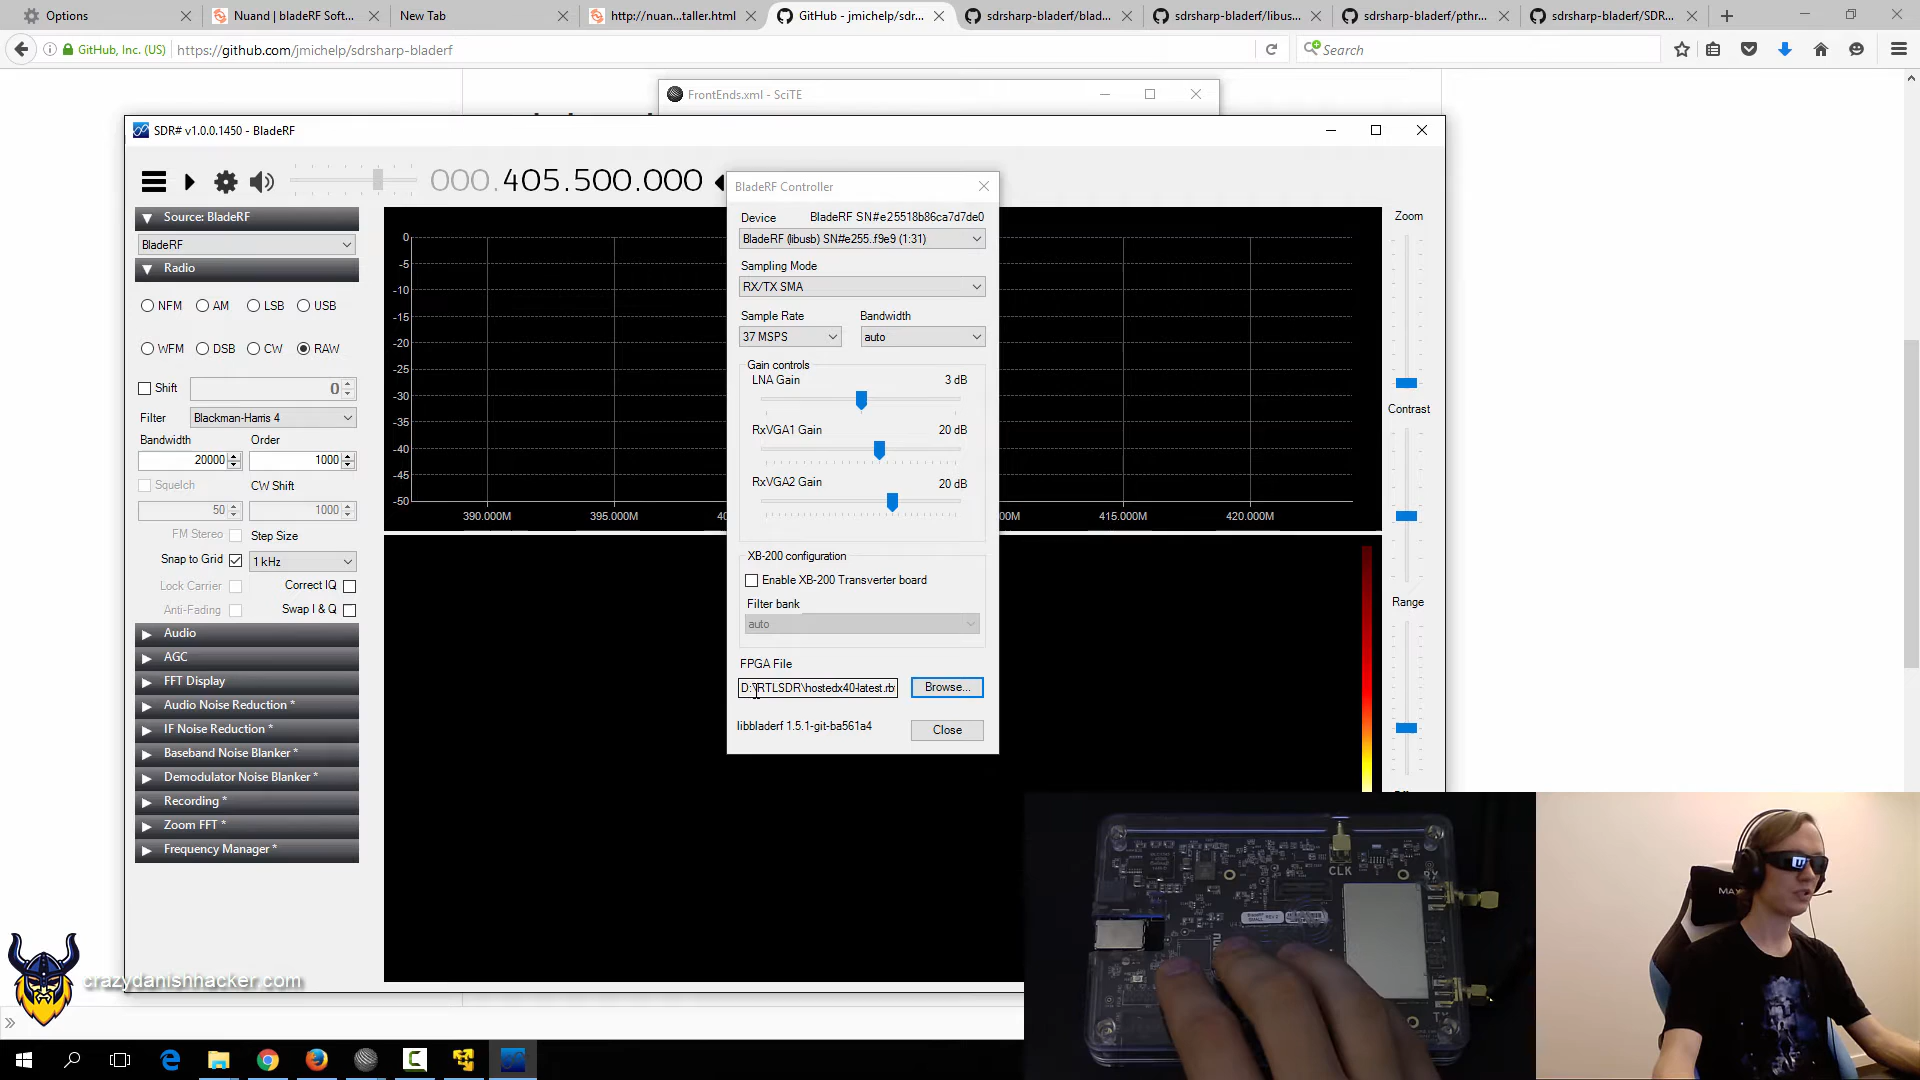 Options
Nuand | bladeRF Soft...
New Tab
http://nuan...taller.html
GitHub - jmichelp/sdr...
sdrsharp-bladerf/blad...
sdrsharp-bladerf/libus...
sdrsharp-bladerf/pthr...
sdrsharp-bladerf/SDR...
GitHub, Inc. (US)
https://github.com/jmichelp/sdrsharp-bladerf
Search
FrontEnds.xml - SciTE
SDR# v1.0.0.1450 - BladeRF
000.405.500.000
Source: BladeRF
BladeRF
Radio
NFM AM LSB USB
WFM DSB CW RAW
Shift 0
Filter Blackman-Harris 4
Bandwidth Order
20000 1000
Squelch CW Shift
50 1000
FM Stereo Step Size
Snap to Grid 1 kHz
Lock Carrier Correct IQ
Anti-Fading Swap I & Q
Audio
AGC
FFT Display
Audio Noise Reduction *
IF Noise Reduction *
Baseband Noise Blanker *
Demodulator Noise Blanker *
Recording *
Zoom FFT *
Frequency Manager *
0
-5
-10
-15
-20
-25
-30
-35
-40
-45
-50
390.000M 395.000M 415.000M 420.000M
BladeRF Controller
Device BladeRF SN#e25518b86ca7d7de0
BladeRF (libusb) SN#e255..f9e9 (1:31)
Sampling Mode
RX/TX SMA
Sample Rate Bandwidth
37 MSPS auto
Gain controls
LNA Gain 3 dB
RxVGA1 Gain 20 dB
RxVGA2 Gain 20 dB
XB-200 configuration
Enable XB-200 Transverter board
Filter bank
auto
FPGA File
D:\RTLSDR\hostedx40-latest.rb
Browse...
libbladerf 1.5.1-git-ba561a4
Close
Zoom
Contrast
Range
CLK
RX
TX
crazydanishhacker.com